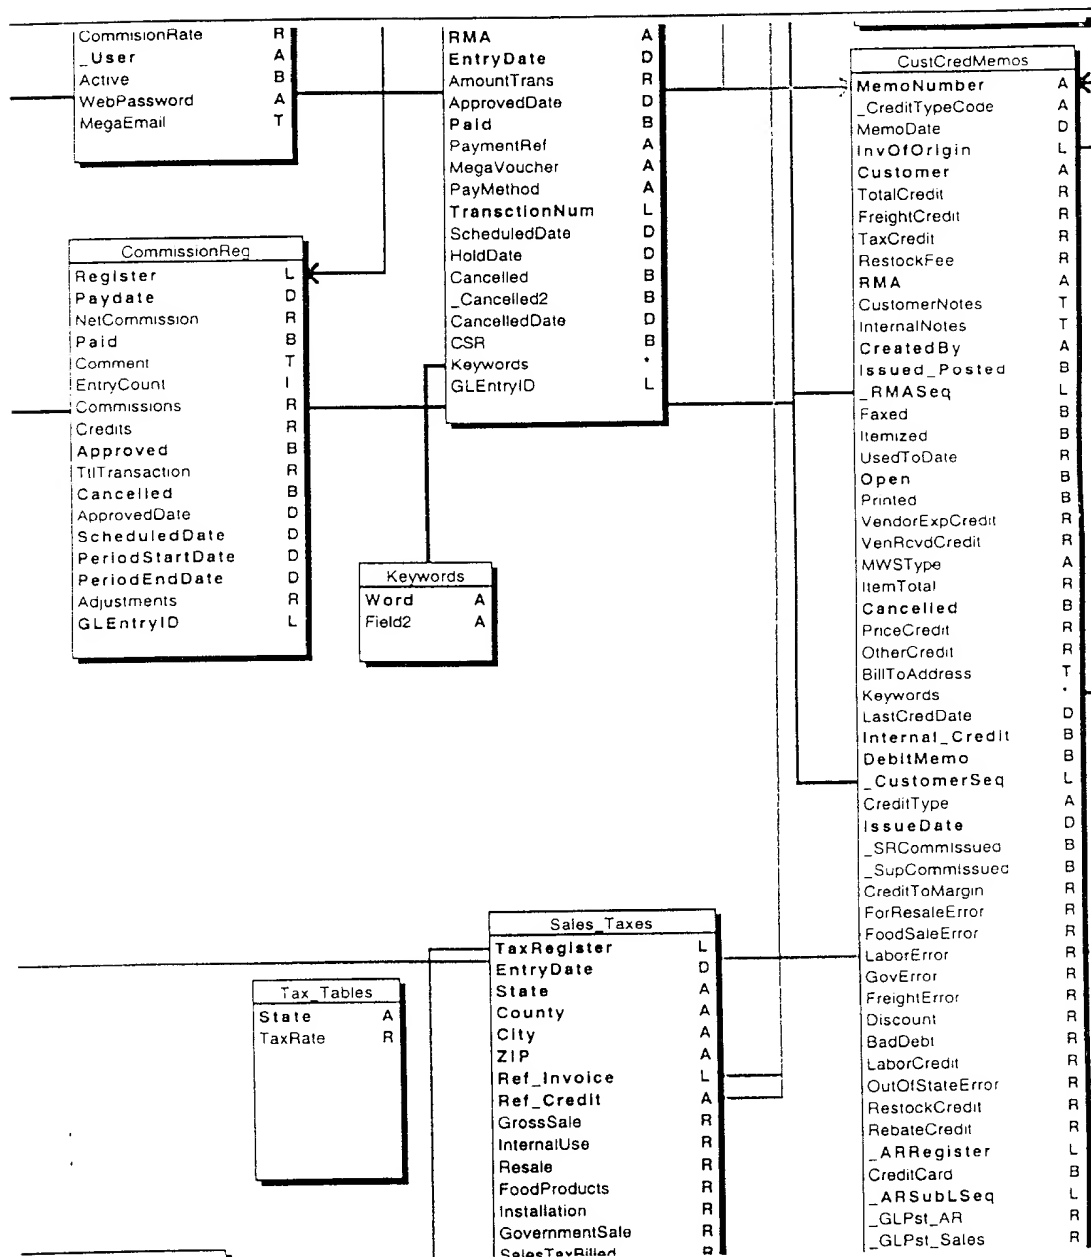 CommisionRate R
_User A
Active B
WebPassword A
MegaEmail T
CommissionReg
Register L
Paydate D
NetCommission R
Paid B
Comment T
EntryCount I
Commissions R
Credits R
Approved B
TtlTransaction R
Cancelled B
ApprovedDate D
ScheduledDate D
PeriodStartDate D
PeriodEndDate D
Adjustments R
GLEntryID L
RMA A
EntryDate D
AmountTrans R
ApprovedDate D
Paid B
PaymentRef A
MegaVoucher A
PayMethod A
TransctionNum L
ScheduledDate D
HoldDate D
Cancelled B
_Cancelled2 B
CancelledDate D
CSR B
Keywords *
GLEntryID L
Keywords
Word A
Field2 A
Tax_Tables
State A
TaxRate R
Sales_Taxes
TaxRegister L
EntryDate D
State A
County A
City A
ZIP A
Ref_Invoice L
Ref_Credit A
GrossSale R
InternalUse R
Resale R
FoodProducts R
Installation R
GovernmentSale R
SalesTaxBilled R
CustCredMemos
MemoNumber A
_CreditTypeCode A
MemoDate D
InvOfOrigin L
Customer A
TotalCredit R
FreightCredit R
TaxCredit R
RestockFee R
RMA A
CustomerNotes T
InternalNotes T
CreatedBy A
Issued_Posted B
_RMASeq L
Faxed B
Itemized B
UsedToDate R
Open B
Printed B
VendorExpCredit R
VenRcvdCredit R
MWSType A
ItemTotal R
Cancelled B
PriceCredit R
OtherCredit R
BillToAddress T
Keywords *
LastCredDate D
Internal_Credit B
DebitMemo B
_CustomerSeq L
CreditType A
IssueDate D
_SRCommIssued B
_SupCommIssued B
CreditToMargin R
ForResaleError R
FoodSaleError R
LaborError R
GovError R
FreightError R
Discount R
BadDebt R
LaborCredit R
OutOfStateError R
RestockCredit R
RebateCredit R
_ARRegister L
CreditCard B
_ARSubLSeq L
_GLPst_AR R
_GLPst_Sales R